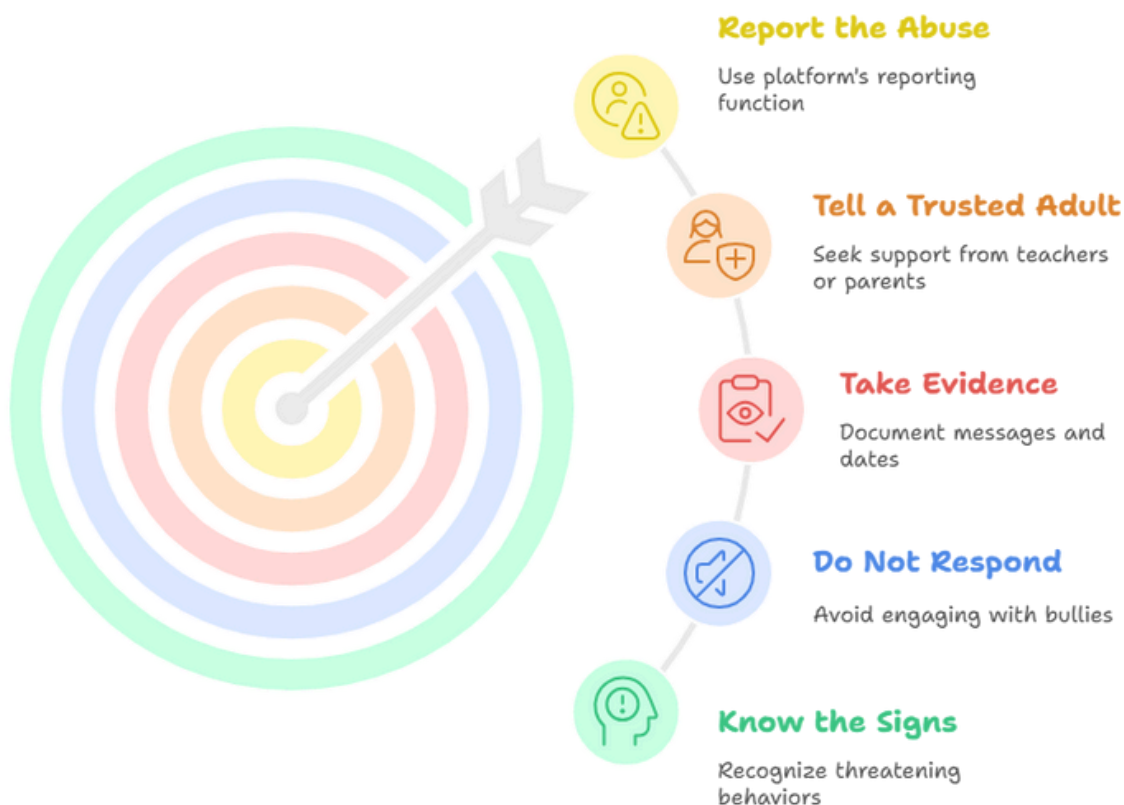 Report the Abuse
Use platform's reporting
function
Tell a Trusted Adult
Seek support from teachers
or parents
Take Evidence
Document messages and
dates
Do Not Respond
Avoid engaging with bullies
Know the Signs
Recognize threatening
behaviors